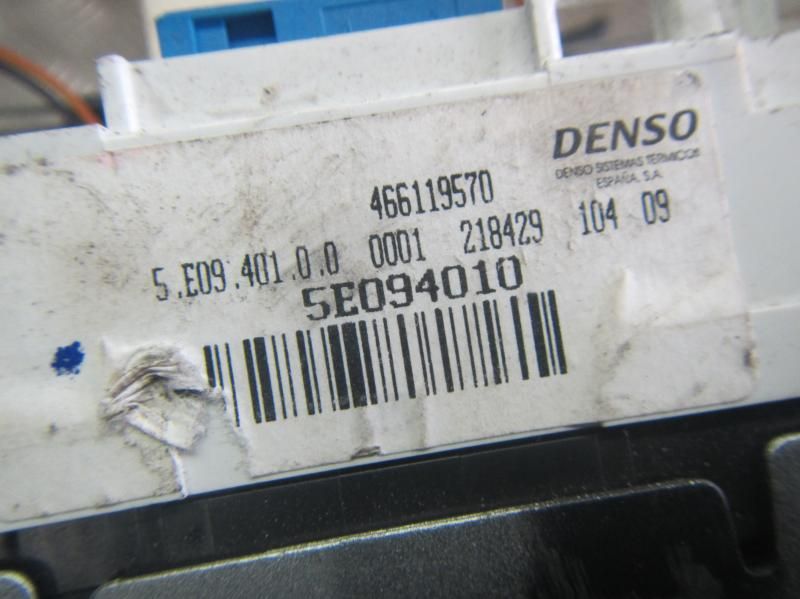 DENSO
DENSO SISTEMAS TERMICOS
ESPAÑA, S.A.
466119570
5.E09.401.0.0 0001 218429 104 09
5E094010